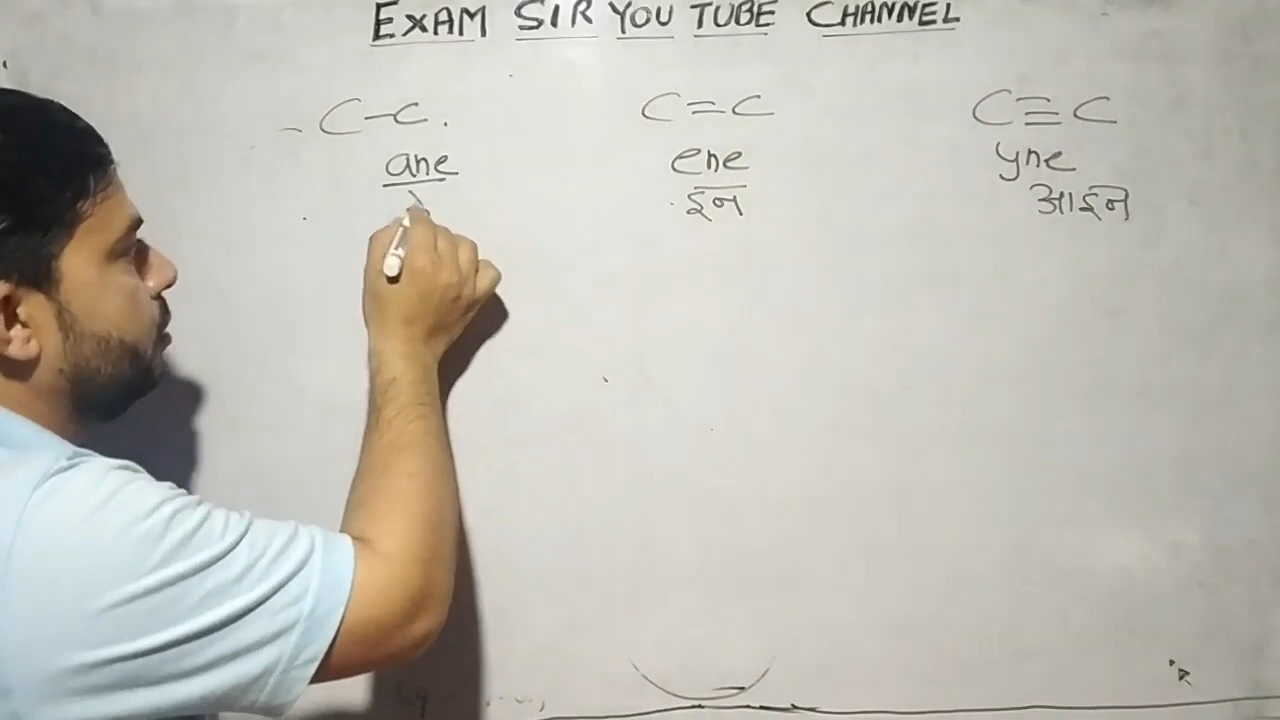 EXAM SIR YOU TUBE CHANNEL
- C-C. C=C C≡C
ane ene yne
इन आइन